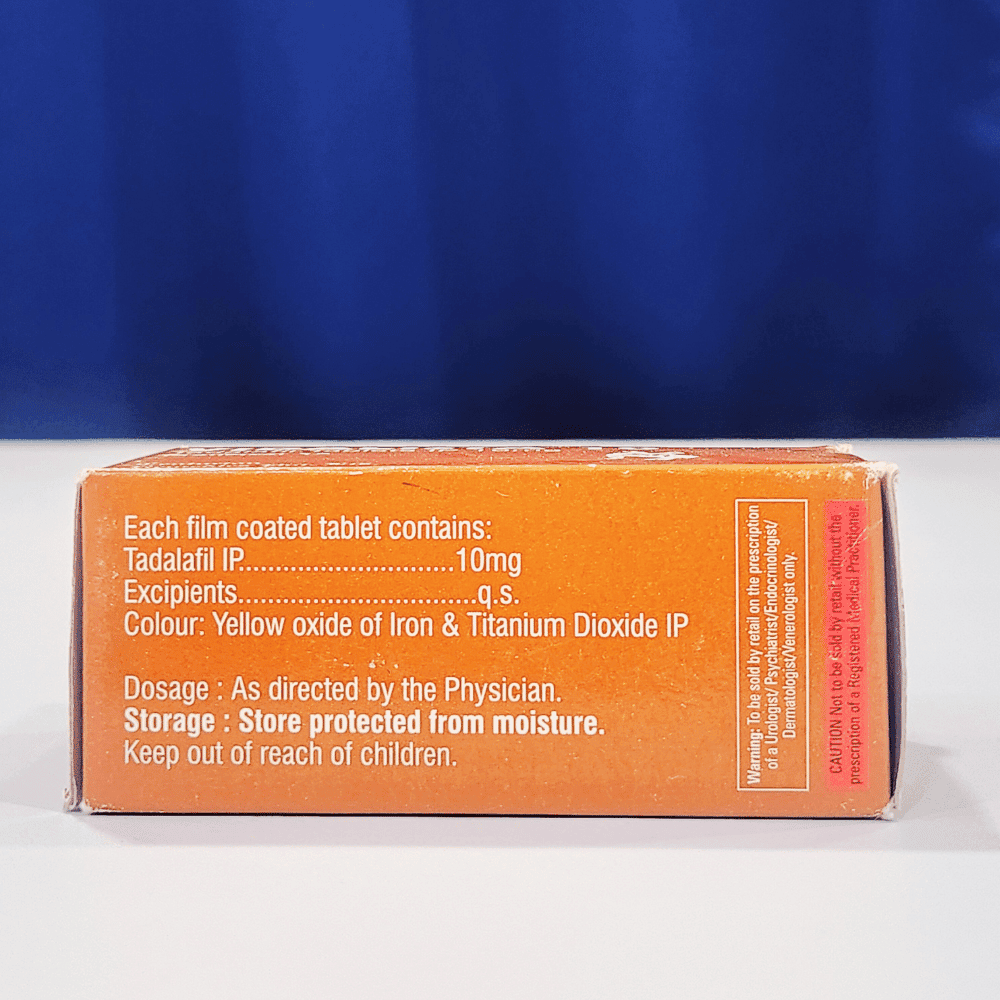 Each film coated tablet contains:
Tadalafil IP............................10mg
Excipients................................q.s.
Colour: Yellow oxide of Iron & Titanium Dioxide IP
Dosage : As directed by the Physician.
Storage : Store protected from moisture.
Keep out of reach of children.
Warning: To be sold by retail on the prescription
of a Urologist/ Psychiatrist/Endocrinologist/
Dermatologist/Venerologist only.
CAUTION Not to be sold by retail without the
prescription of a Registered Medical Practitioner.